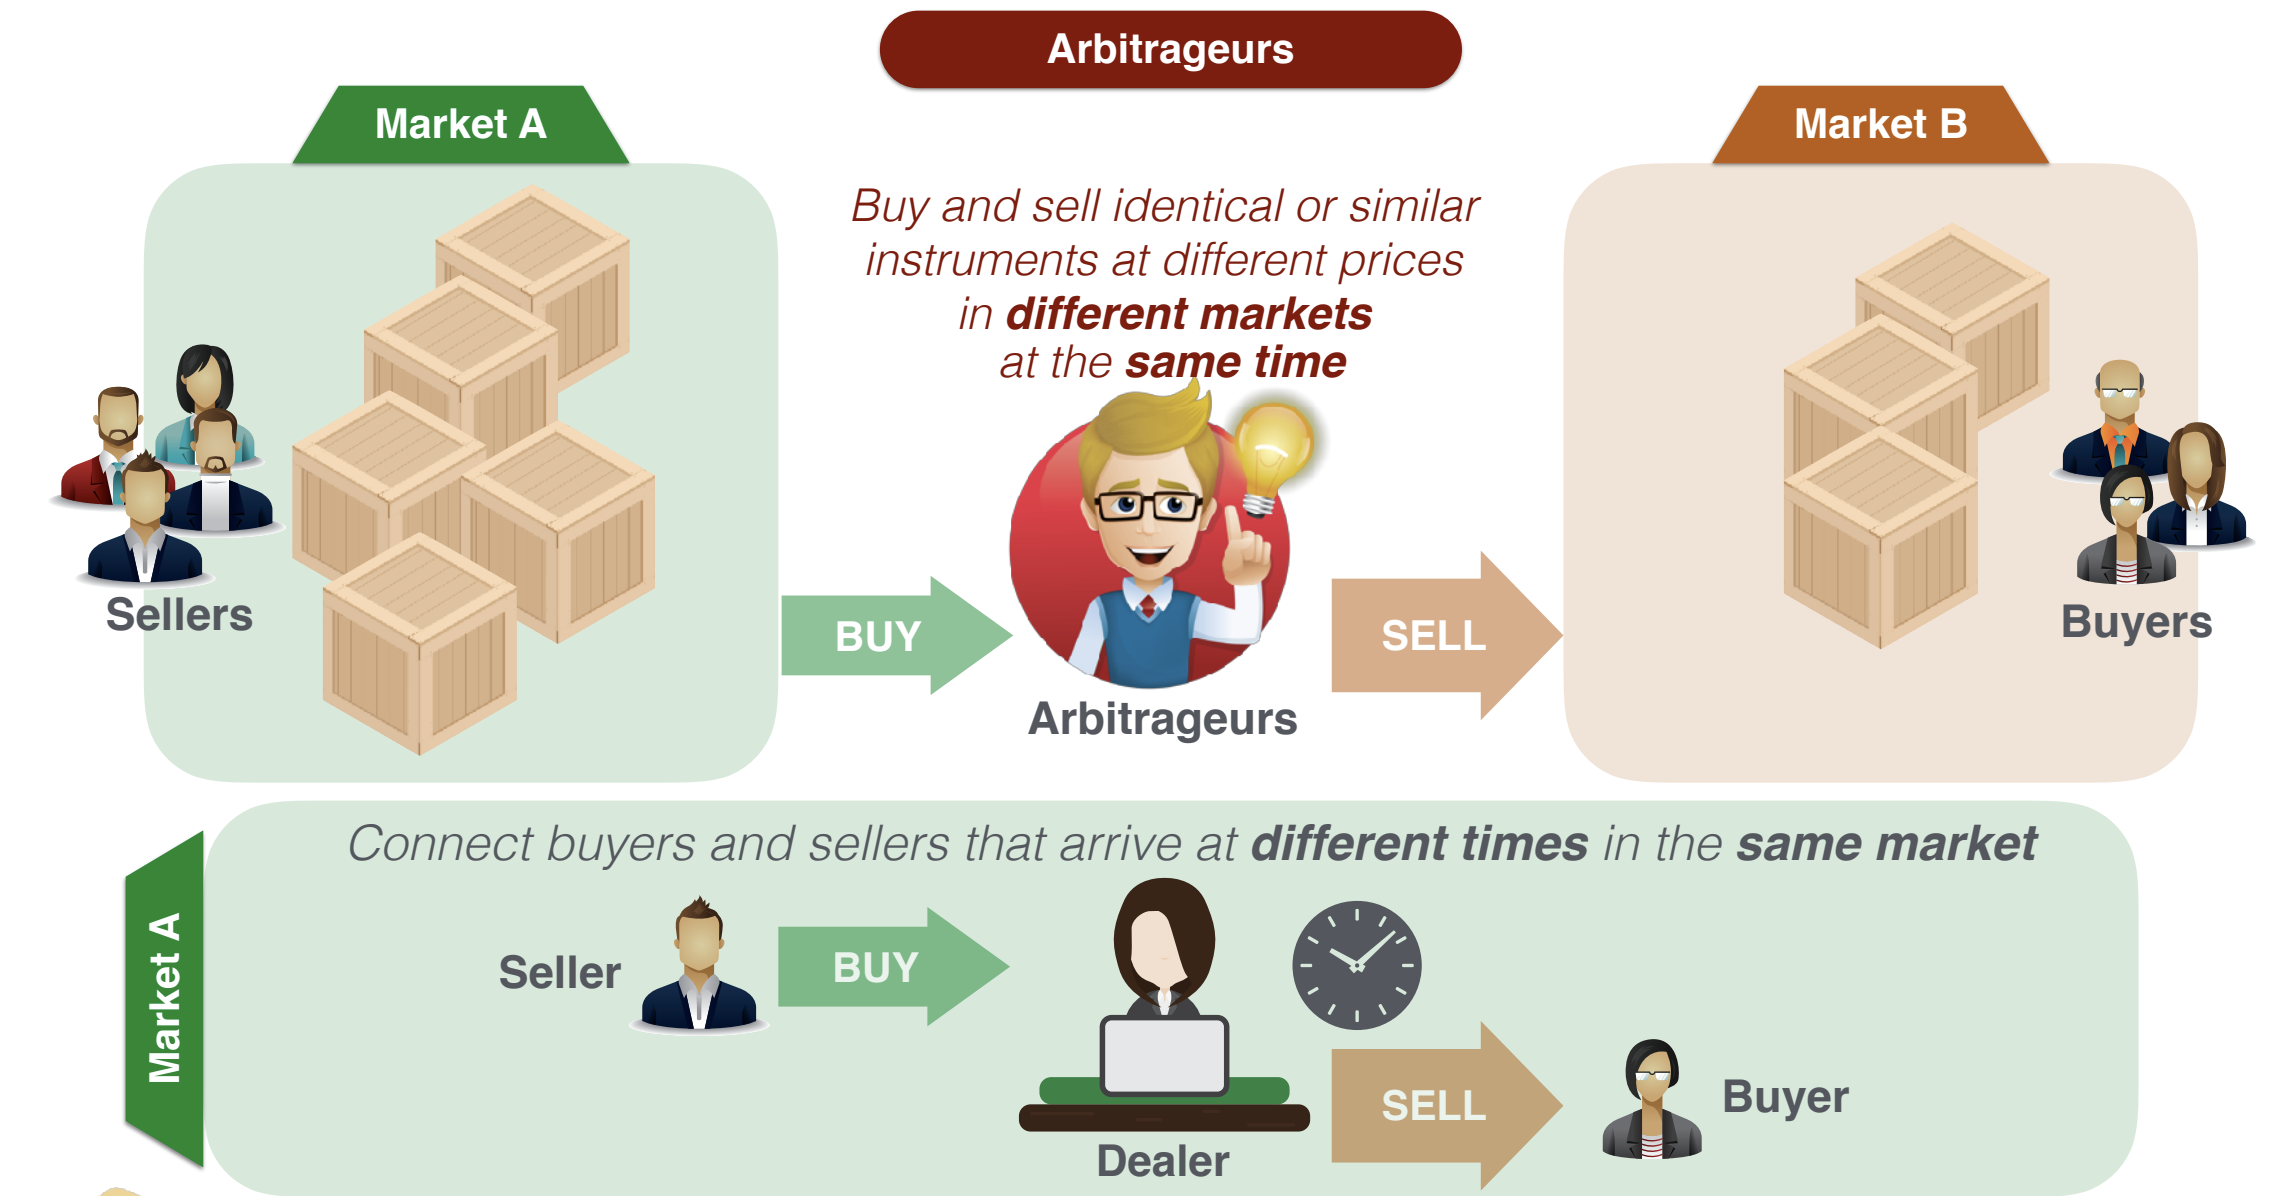 Arbitrageurs
Market A
Market B
Buy and sell identical or similar
instruments at different prices
in different markets
at the same time
Sellers
BUY
SELL
Buyers
Arbitrageurs
Connect buyers and sellers that arrive at different times in the same market
Market A
Seller
BUY
SELL
Buyer
Dealer